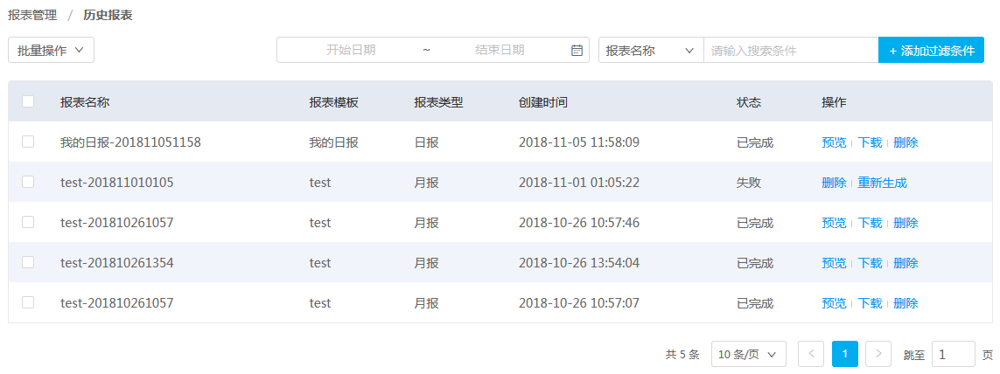 报表管理 / 历史报表
批量操作 开始日期 ~ 结束日期 报表名称 请输入搜索条件 + 添加过滤条件
报表名称 报表模板 报表类型 创建时间 状态 操作
我的日报-201811051158 我的日报 日报 2018-11-05 11:58:09 已完成 预览 下载 删除
test-201811010105 test 月报 2018-11-01 01:05:22 失败 删除 重新生成
test-201810261057 test 月报 2018-10-26 10:57:46 已完成 预览 下载 删除
test-201810261354 test 月报 2018-10-26 13:54:04 已完成 预览 下载 删除
test-201810261057 test 月报 2018-10-26 10:57:07 已完成 预览 下载 删除
共 5 条 10 条/页 < 1 > 跳至 1 页